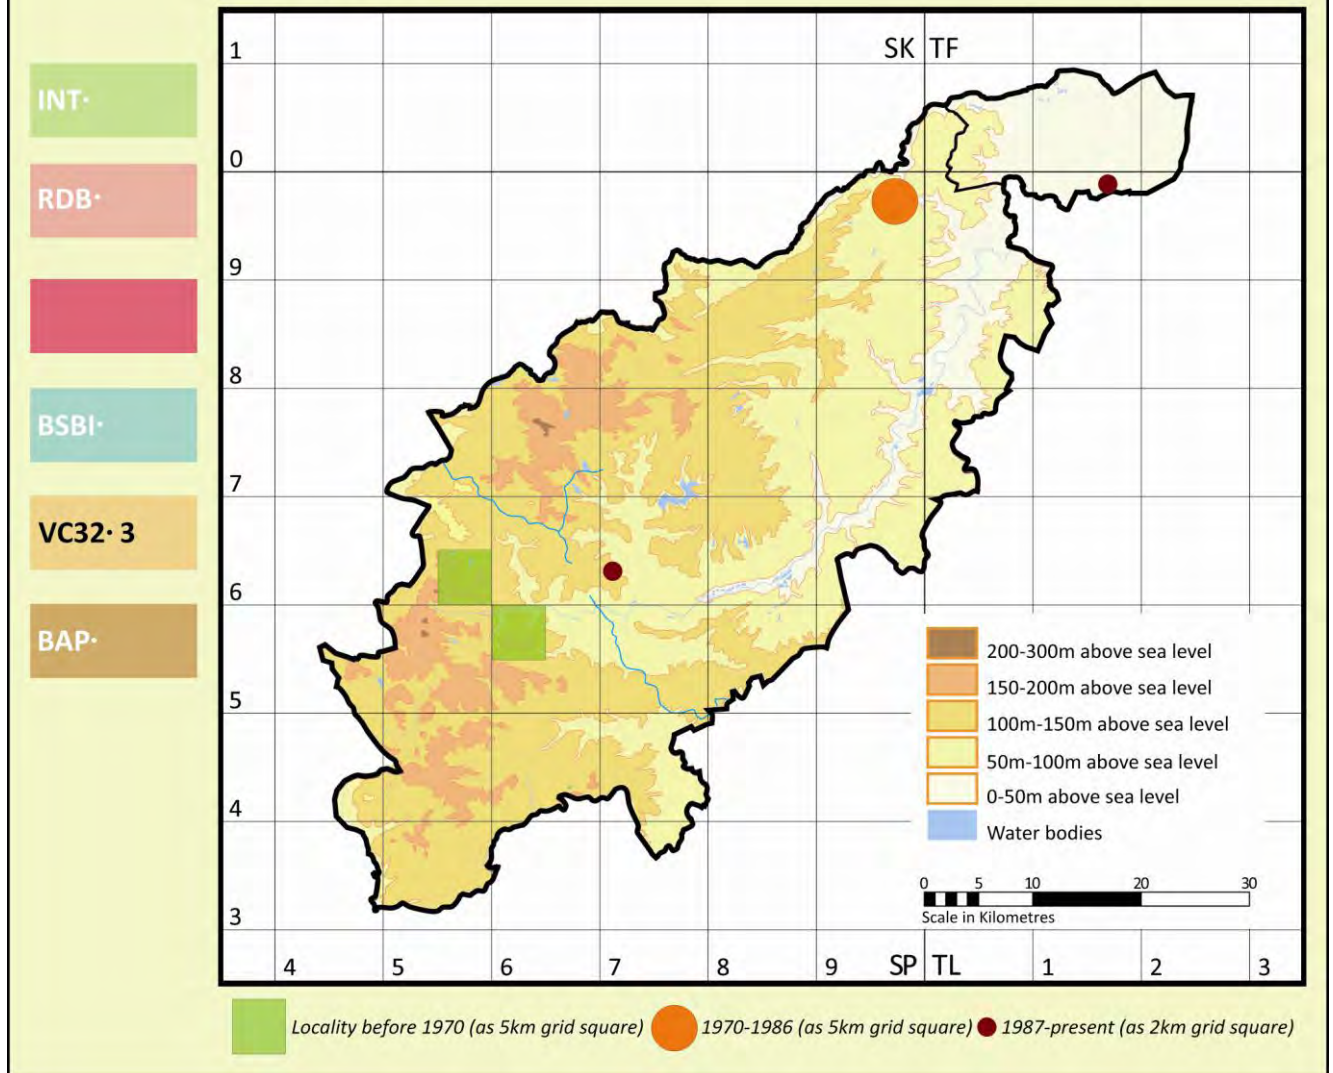 INT·
RDB·
BSBI·
VC32· 3
BAP·
SK TF
1
0
9
8
7
6
5
4
3
4 5 6 7 8 9 SP TL 1 2 3
200-300m above sea level
150-200m above sea level
100m-150m above sea level
50m-100m above sea level
0-50m above sea level
Water bodies
0 5 10 20 30
Scale in Kilometres
Locality before 1970 (as 5km grid square) 1970-1986 (as 5km grid square) 1987-present (as 2km grid square)